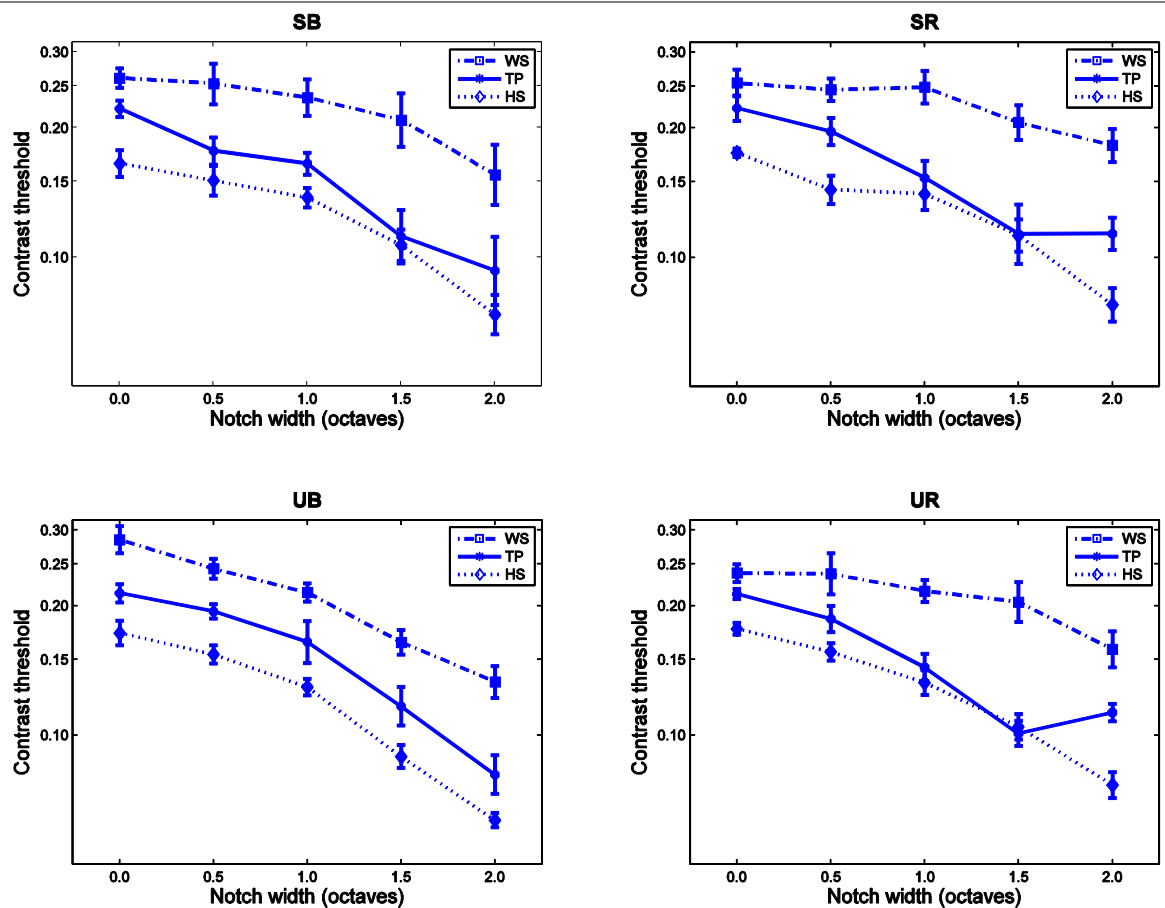 SB
0.30
0.25
0.20
0.15
0.10
Contrast threshold
WS
TP
HS
0.0 0.5 1.0 1.5 2.0
Notch width (octaves)
SR
0.30
0.25
0.20
0.15
0.10
Contrast threshold
WS
TP
HS
0.0 0.5 1.0 1.5 2.0
Notch width (octaves)
UB
0.30
0.25
0.20
0.15
0.10
Contrast threshold
WS
TP
HS
0.0 0.5 1.0 1.5 2.0
Notch width (octaves)
UR
0.30
0.25
0.20
0.15
0.10
Contrast threshold
WS
TP
HS
0.0 0.5 1.0 1.5 2.0
Notch width (octaves)